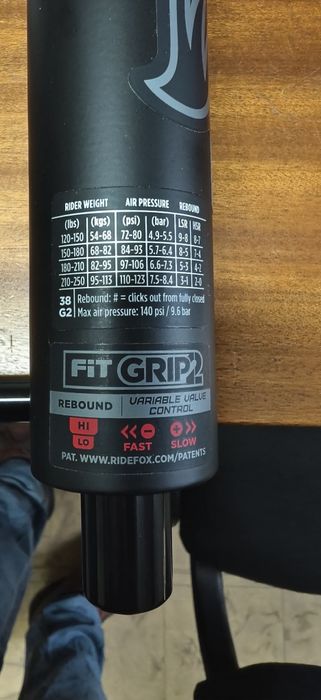 RIDER WEIGHT AIR PRESSURE REBOUND
(lbs) (kgs) (psi) (bar) LSR HSR
120-150 54-68 72-80 4.9-5.5 9-8 8-7
150-180 68-82 84-93 5.7-6.4 8-5 7-4
180-210 82-95 97-106 6.6-7.3 5-3 4-2
210-250 95-113 110-123 7.5-8.4 3-1 2-0
38 Rebound: # = clicks out from fully closed
G2 Max air pressure: 140 psi / 9.6 bar
FiT GRIP2
REBOUND VARIABLE VALVE CONTROL
HI
LO
FAST SLOW
PAT. WWW.RIDEFOX.COM/PATENTS